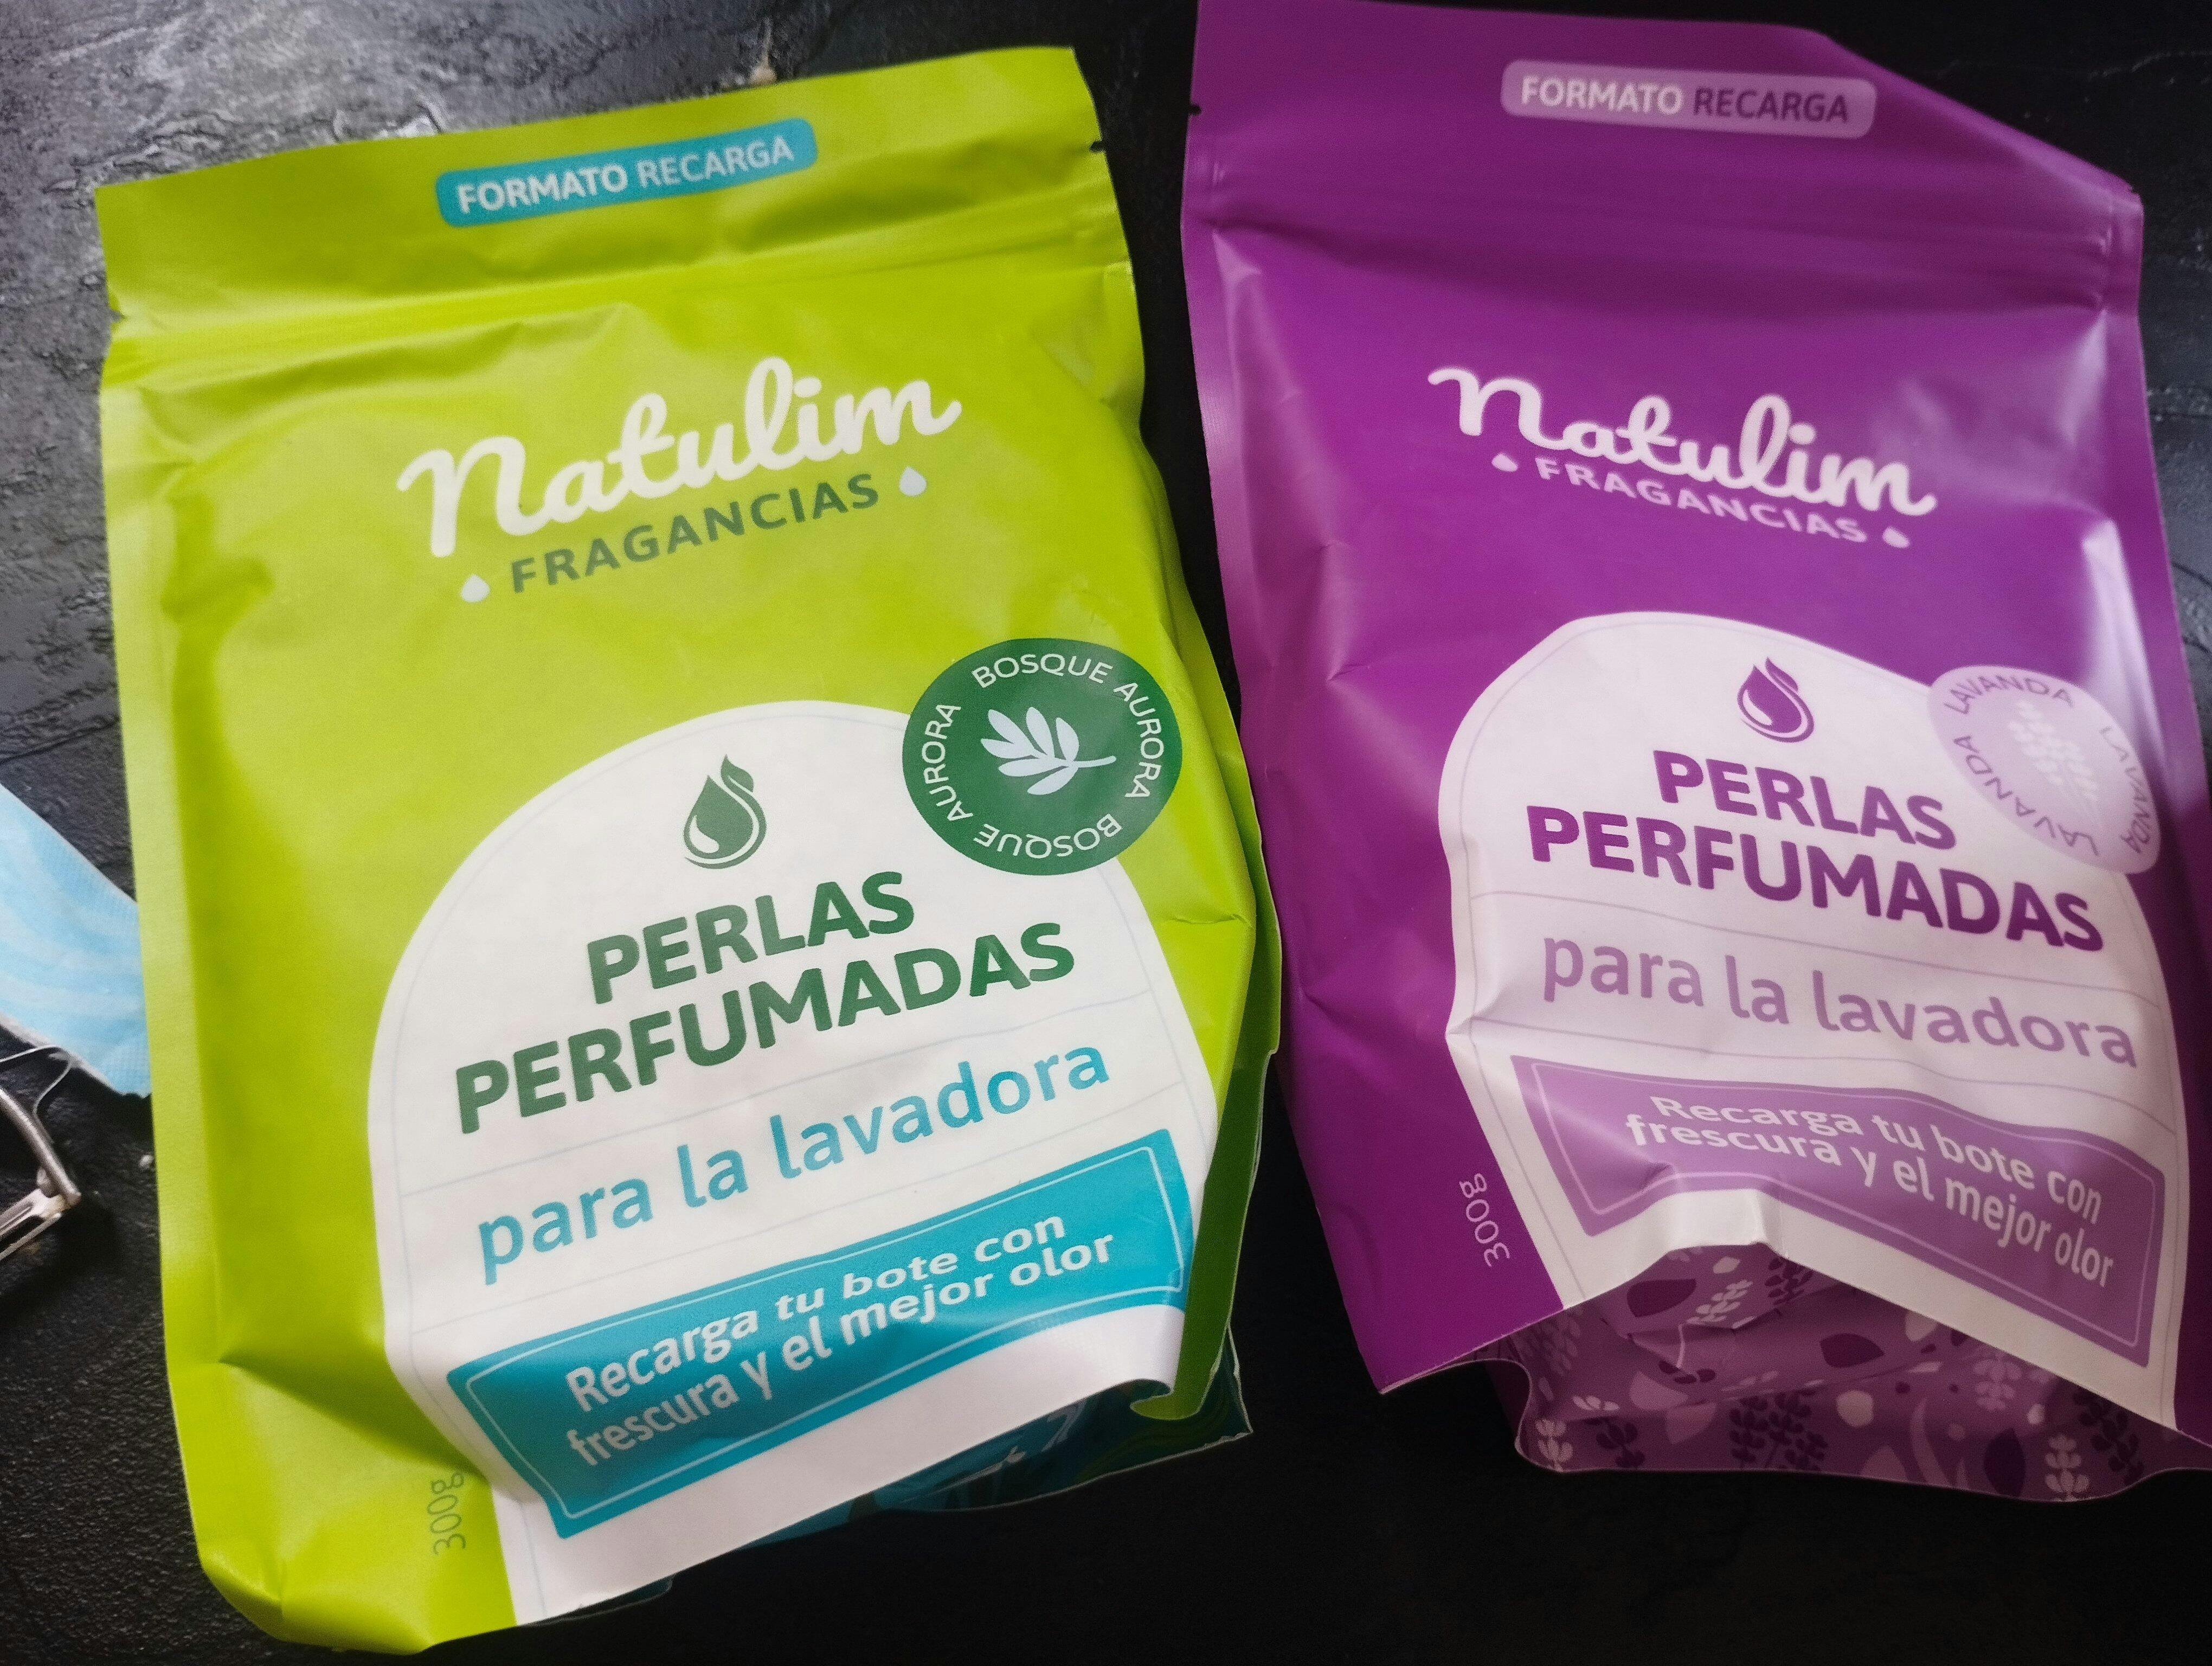 FORMATO RECARGA
Natulim
FRAGANCIAS
BOSQUE AURORA BOSQUE AURORA
PERLAS
PERFUMADAS
para la lavadora
Recarga tu bote con
frescura y el mejor olor
300g
FORMATO RECARGA
Natulim
FRAGANCIAS
LAVANDA LAVANDA LAVANDA LAVANDA
PERLAS
PERFUMADAS
para la lavadora
Recarga tu bote con
frescura y el mejor olor
300g